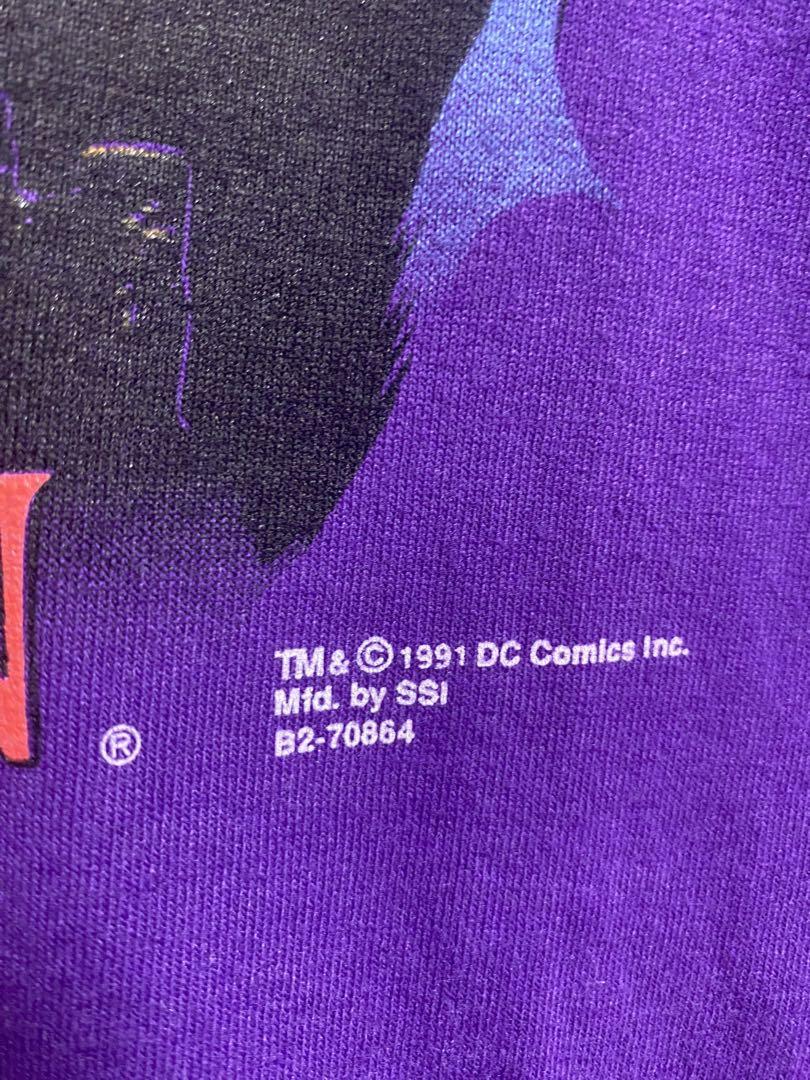 N
®
TM & © 1991 DC Comics Inc.
Mfd. by SSI
B2-70864